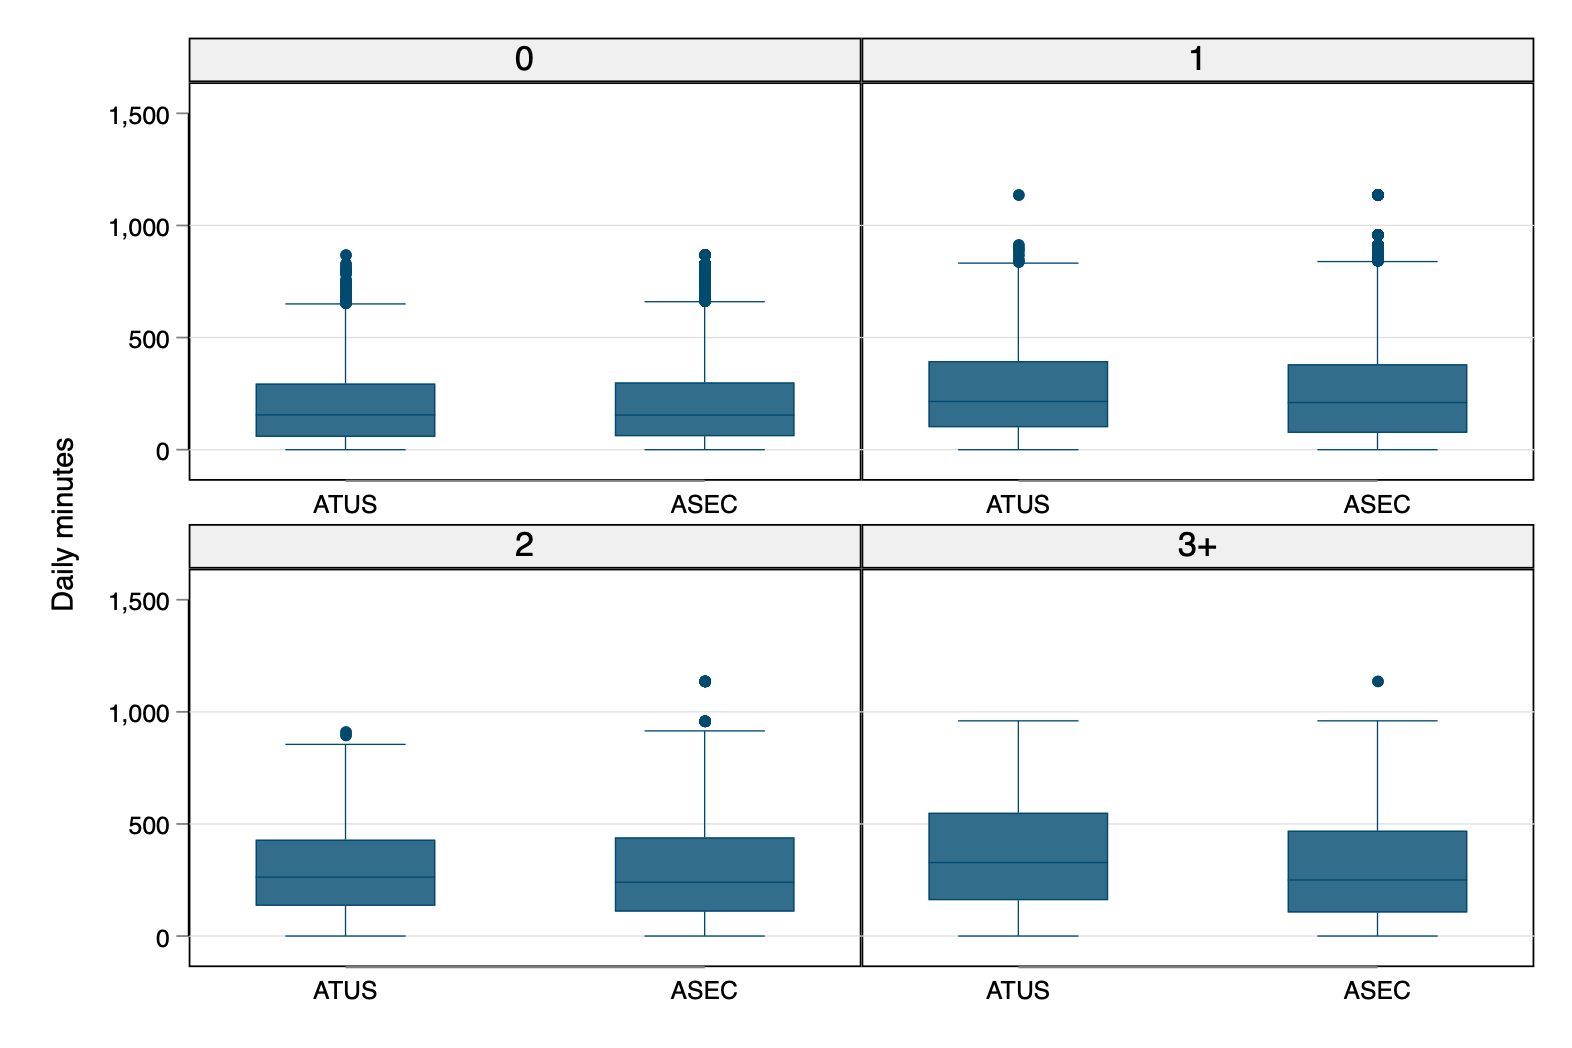 0
1
1,500
1,000
500
0
ATUS
ASEC
ATUS
ASEC
Daily minutes
2
3+
1,500
1,000
500
0
ATUS
ASEC
ATUS
ASEC